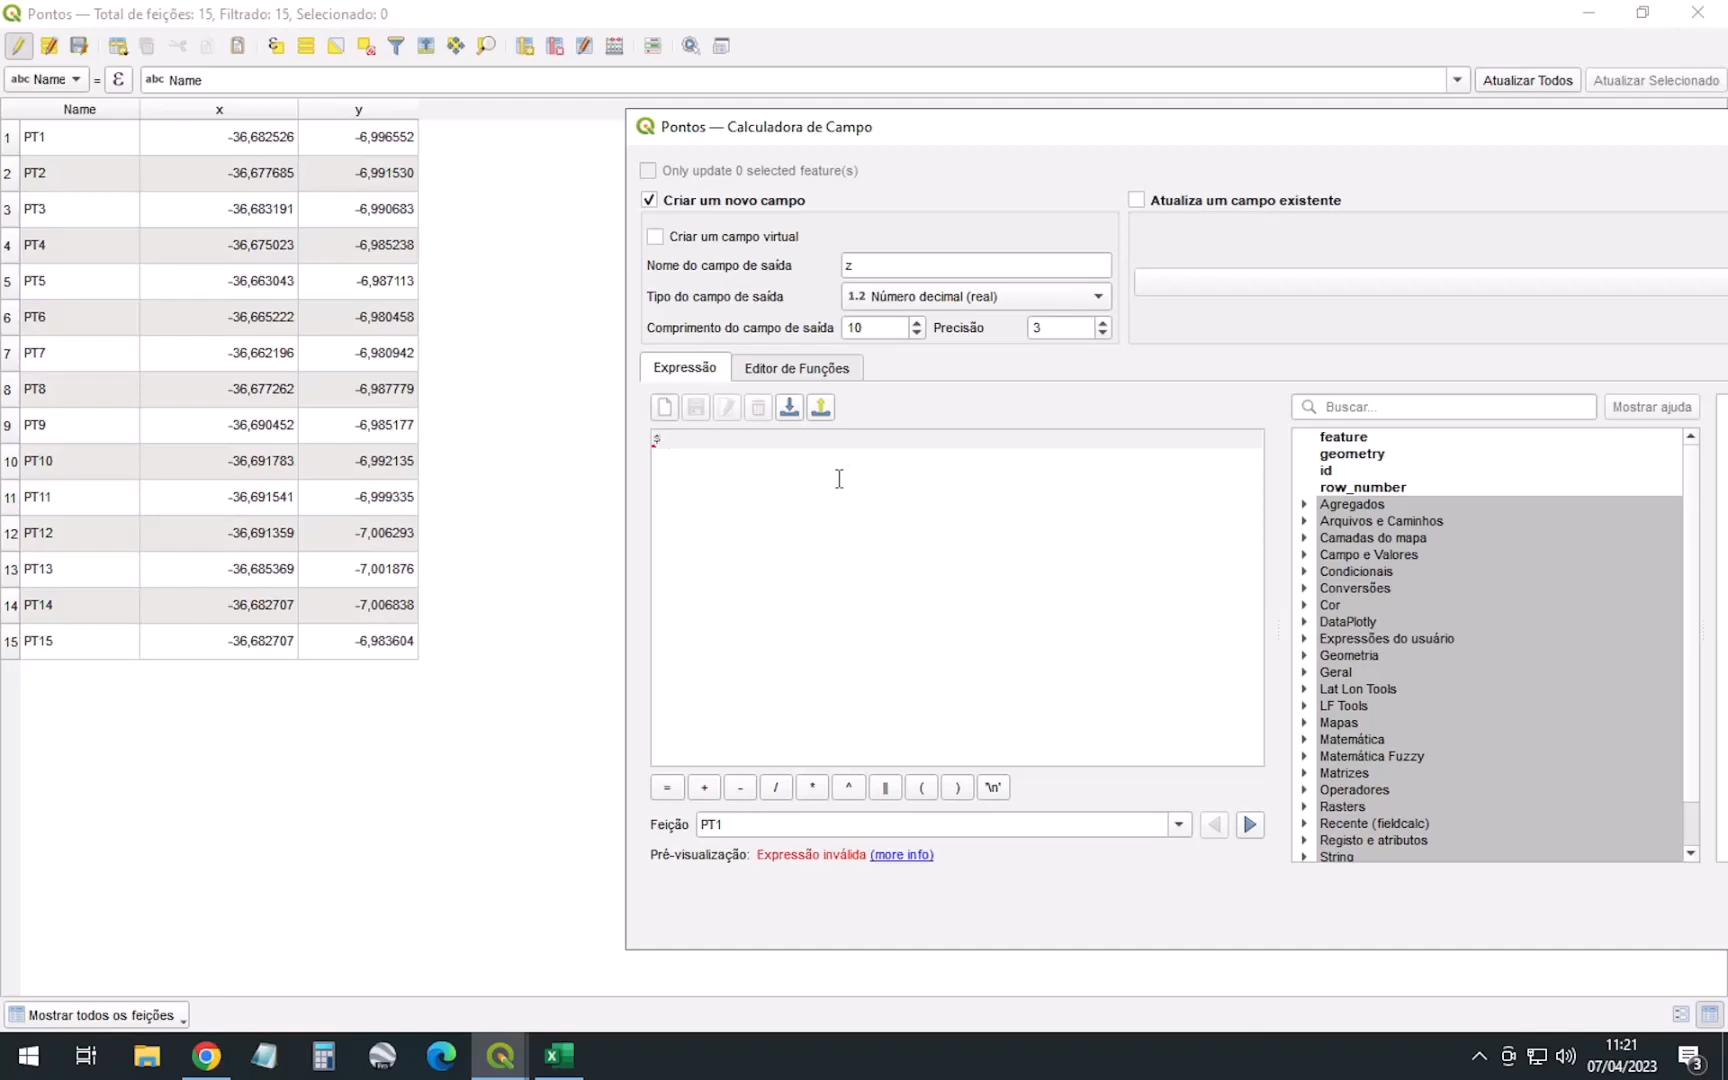 Pontos — Total de feições: 15, Filtrado: 15, Selecionado: 0
abc Name = ε abc Name Atualizar Todos Atualizar Selecionado
Name x y
1 PT1 -36,682526 -6,996552
2 PT2 -36,677685 -6,991530
3 PT3 -36,683191 -6,990683
4 PT4 -36,675023 -6,985238
5 PT5 -36,663043 -6,987113
6 PT6 -36,665222 -6,980458
7 PT7 -36,662196 -6,980942
8 PT8 -36,677262 -6,987779
9 PT9 -36,690452 -6,985177
10 PT10 -36,691783 -6,992135
11 PT11 -36,691541 -6,999335
12 PT12 -36,691359 -7,006293
13 PT13 -36,685369 -7,001876
14 PT14 -36,682707 -7,006838
15 PT15 -36,682707 -6,983604
Pontos — Calculadora de Campo
Only update 0 selected feature(s)
Criar um novo campo
Atualiza um campo existente
Criar um campo virtual
Nome do campo de saída z
Tipo do campo de saída 1.2 Número decimal (real)
Comprimento do campo de saída 10 Precisão 3
Expressão Editor de Funções
Buscar... Mostrar ajuda
$
feature
geometry
id
row_number
Agregados
Arquivos e Caminhos
Camadas do mapa
Campo e Valores
Condicionais
Conversões
Cor
DataPlotly
Expressões do usuário
Geometria
Geral
Lat Lon Tools
LF Tools
Mapas
Matemática
Matemática Fuzzy
Matrizes
Operadores
Rasters
Recente (fieldcalc)
Registo e atributos
String
= + - / * ^ || ( ) '\n'
Feição PT1
Pré-visualização: Expressão inválida (more info)
Mostrar todos os feições
11:21
07/04/2023
3